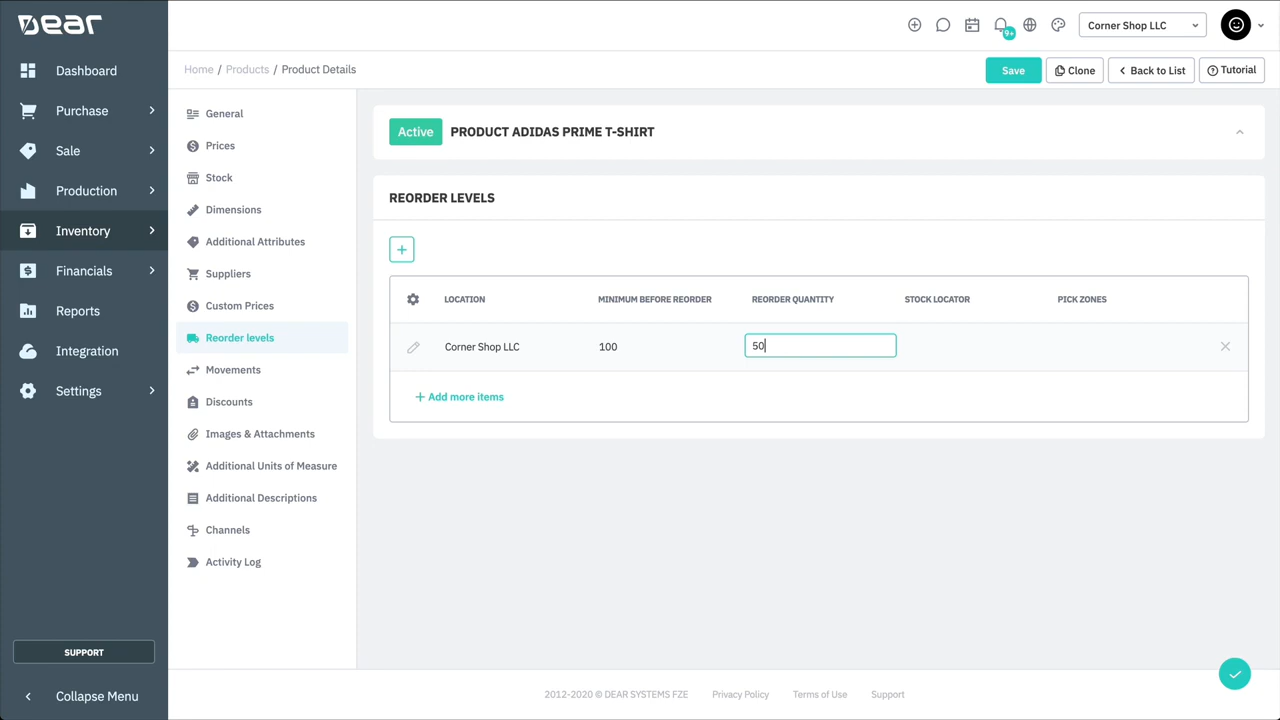 DEAR
9+
Corner Shop LLC
Dashboard
Purchase
Sale
Production
Inventory
Financials
Reports
Integration
Settings
SUPPORT
Collapse Menu
Home / Products / Product Details
Save
Clone
Back to List
Tutorial
General
Prices
Stock
Dimensions
Additional Attributes
Suppliers
Custom Prices
Reorder levels
Movements
Discounts
Images & Attachments
Additional Units of Measure
Additional Descriptions
Channels
Activity Log
Active PRODUCT ADIDAS PRIME T-SHIRT
REORDER LEVELS
+
LOCATION MINIMUM BEFORE REORDER REORDER QUANTITY STOCK LOCATOR PICK ZONES
Corner Shop LLC 100 50
+ Add more items
2012-2020 © DEAR SYSTEMS FZE Privacy Policy Terms of Use Support